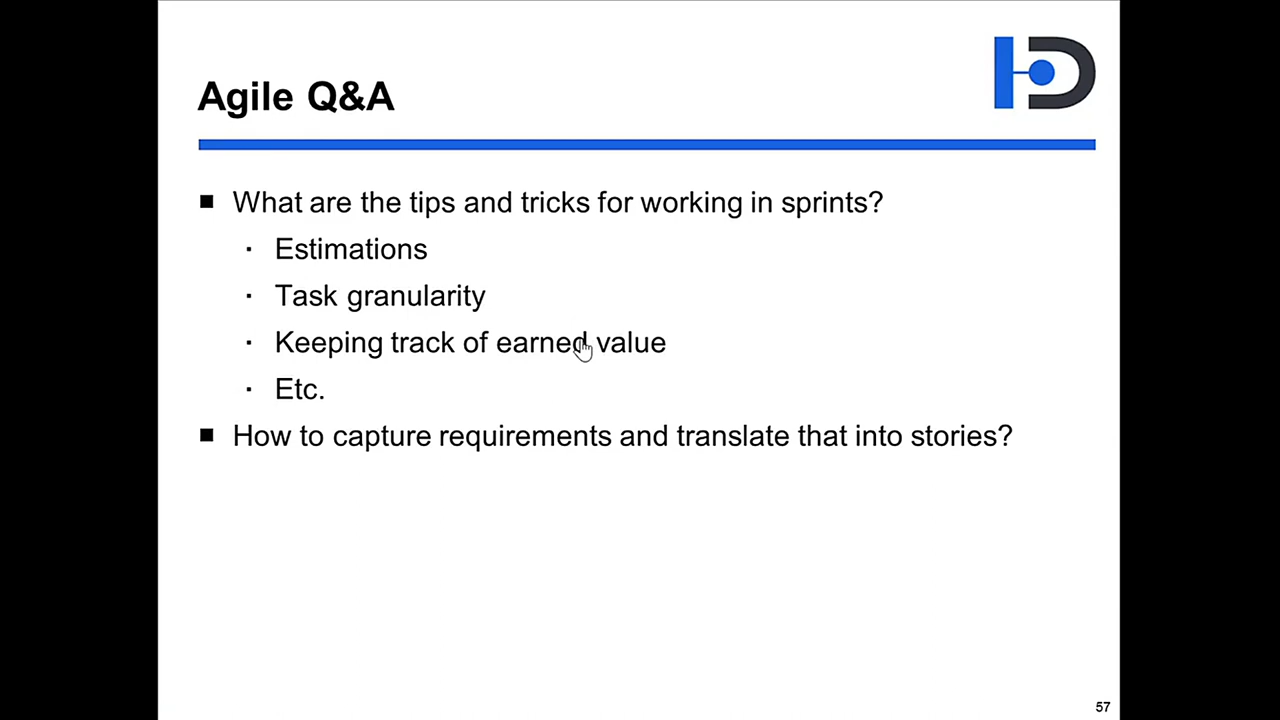 Agile Q&A
What are the tips and tricks for working in sprints?
Estimations
Task granularity
Keeping track of earned value
Etc.
How to capture requirements and translate that into stories?
57